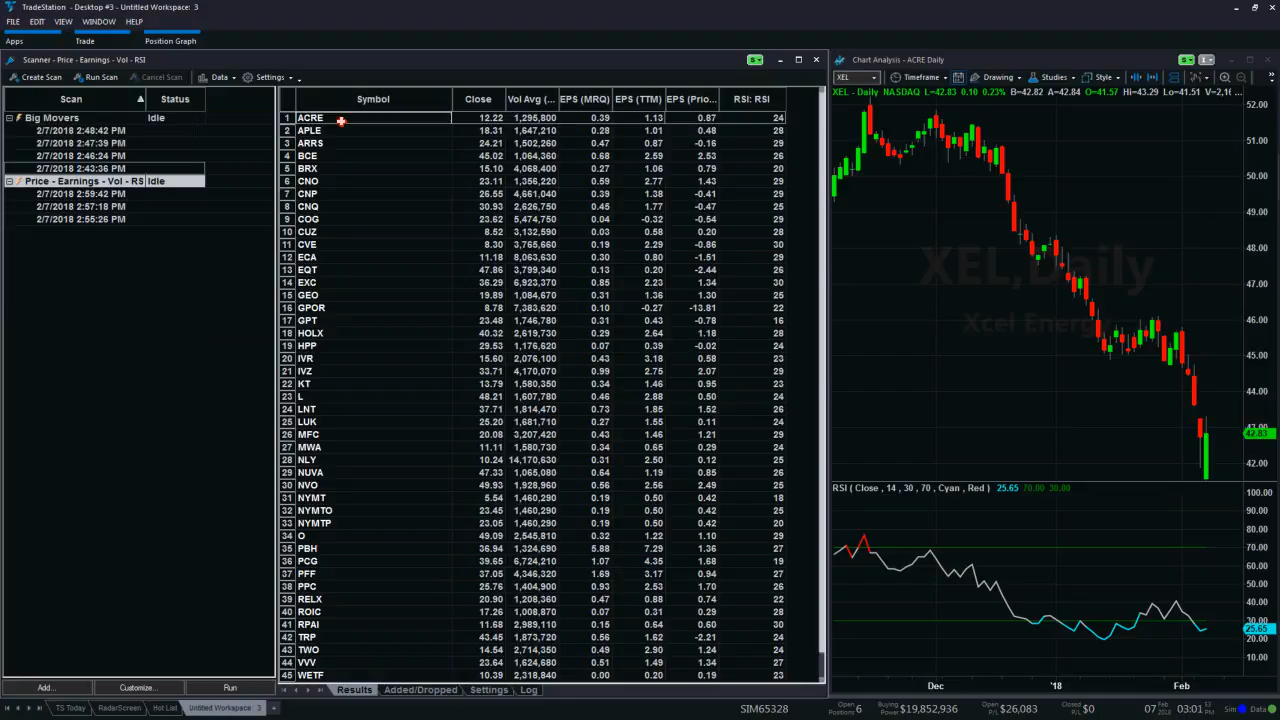 TradeStation - Desktop #3 - Untitled Workspace: 3
FILE EDIT VIEW WINDOW HELP
Apps Trade Position Graph
Scanner - Price - Earnings - Vol - RSI
Create Scan Run Scan Cancel Scan Data Settings
Scan Status
Big Movers Idle
2/7/2018 2:48:42 PM
2/7/2018 2:47:39 PM
2/7/2018 2:46:24 PM
2/7/2018 2:43:36 PM
Price - Earnings - Vol - RS Idle
2/7/2018 2:59:42 PM
2/7/2018 2:57:18 PM
2/7/2018 2:55:26 PM
Add... Customize... Run
Symbol Close Vol Avg (... EPS (MRQ) EPS (TTM) EPS (Prio... RSI: RSI
1 ACRE 12.22 1,295,800 0.39 1.13 0.87 24
2 APLE 18.31 1,647,210 0.28 1.01 0.48 28
3 ARRS 24.21 1,502,260 0.47 0.87 -0.16 29
4 BCE 45.02 1,064,360 0.68 2.59 2.53 26
5 BRX 15.10 4,068,400 0.27 1.06 0.79 20
6 CNO 23.11 1,358,220 0.59 2.77 1.43 29
7 CNP 26.55 4,661,040 0.39 1.38 -0.41 29
8 CNQ 30.93 2,626,750 0.45 1.77 -0.47 25
9 COG 23.62 5,474,750 0.04 -0.32 -0.54 29
10 CUZ 8.52 3,132,590 0.03 0.58 0.20 28
11 CVE 8.30 3,765,660 0.19 2.29 -0.86 30
12 ECA 11.18 8,063,630 0.30 0.80 -1.51 29
13 EQT 47.86 3,799,340 0.13 0.20 -2.44 26
14 EXC 36.29 6,923,370 0.85 2.23 1.34 30
15 GEO 19.89 1,084,670 0.31 1.36 1.30 25
16 GPOR 8.78 7,383,620 0.10 -0.27 -13.81 22
17 GPT 23.48 1,746,780 0.31 0.43 -0.78 16
18 HOLX 40.32 2,619,730 0.29 2.64 1.18 28
19 HPP 29.53 1,176,620 0.07 0.39 -0.02 24
20 IVR 15.60 2,076,100 0.43 3.18 0.58 23
21 IVZ 33.71 4,170,070 0.99 2.75 2.07 29
22 KT 13.79 1,580,350 0.34 1.46 0.95 23
23 L 48.21 1,607,780 0.46 2.88 0.50 24
24 LNT 37.71 1,814,470 0.73 1.85 1.52 26
25 LUK 25.20 1,681,710 0.27 1.55 0.11 24
26 MFC 20.08 3,207,420 0.43 1.46 1.21 29
27 MWA 11.11 1,580,730 0.34 0.65 0.29 24
28 NLY 10.24 14,170,630 0.31 2.50 0.12 25
29 NUVA 47.33 1,065,080 0.64 1.19 0.85 29
30 NVO 49.93 1,928,960 0.56 2.56 2.49 25
31 NYMT 5.54 1,460,290 0.19 0.50 0.42 18
32 NYMTO 23.45 1,460,290 0.19 0.50 0.42 24
33 NYMTP 23.05 1,460,290 0.19 0.50 0.42 20
34 O 49.09 2,545,810 0.32 1.22 1.10 29
35 PBH 36.94 1,324,690 5.88 7.29 1.36 27
36 PCG 39.65 6,724,210 1.07 4.35 1.68 19
37 PFF 37.05 4,346,320 1.69 3.17 0.94 27
38 PPC 25.76 1,404,900 0.93 2.53 1.70 26
39 RELX 20.90 1,208,360 0.47 0.88 0.74 22
40 ROIC 17.26 1,008,870 0.07 0.31 0.29 28
41 RPAI 11.68 2,989,110 0.15 0.64 0.60 30
42 TRP 43.45 1,873,720 0.56 1.62 -2.21 24
43 TWO 14.54 2,714,350 0.49 2.90 1.24 24
44 VVV 23.64 1,624,680 0.51 1.49 1.34 27
45 WETF 10.39 2,318,840 0.00 0.20 0.19 23
Results Added/Dropped Settings Log
Chart Analysis - ACRE Daily
XEL Timeframe Drawing Studies Style
XEL - Daily NASDAQ L=42.83 0.10 0.23% B=42.83 A=42.84 O=41.57 Hi=43.29 Lo=41.51 V=2,16
XEL,Daily
Xcel Energy
52.00
51.00
50.00
49.00
48.00
47.00
46.00
45.00
44.00
43.00
42.83
42.00
RSI ( Close , 14 , 30 , 70 , Cyan , Red ) 25.65 70.00 30.00
100.00
90.00
80.00
70.00
60.00
50.00
40.00
30.00
25.65
20.00
10.00
Dec '18 Feb
TS Today RadarScreen Hot List Untitled Workspace: 3
SIM65328 Open Positions 6 Buying Power $19,852,936 Open P/L $26,083 Closed P/L $0 07 Feb 2018 03:01 53 PM Sim Data